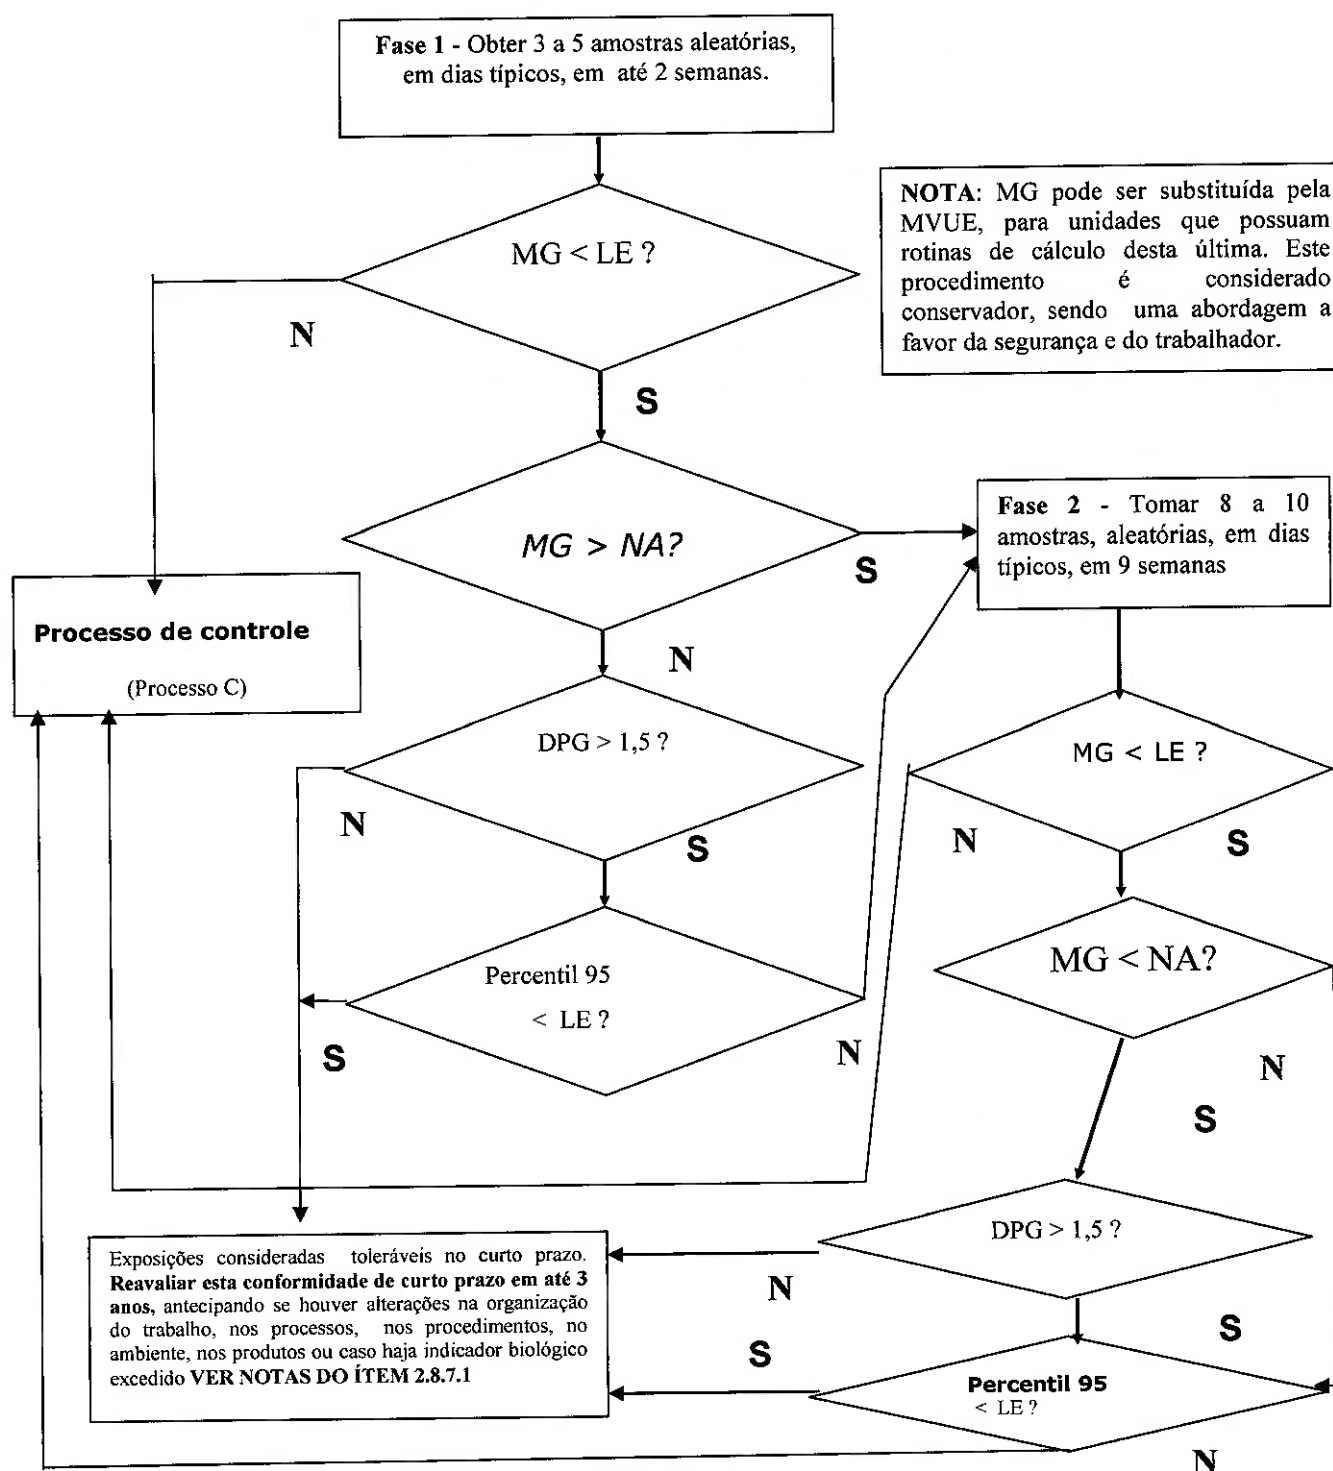 Fase 1 - Obter 3 a 5 amostras aleatórias,
em dias típicos, em até 2 semanas.
MG < LE ?
N
S
NOTA: MG pode ser substituída pela
MVUE, para unidades que possuam
rotinas de cálculo desta última. Este
procedimento é considerado
conservador, sendo uma abordagem a
favor da segurança e do trabalhador.
MG > NA?
S
N
Fase 2 - Tomar 8 a 10
amostras, aleatórias, em dias
típicos, em 9 semanas
Processo de controle
(Processo C)
DPG > 1,5 ?
N
S
MG < LE ?
N
S
Percentil 95
< LE ?
S
N
MG < NA?
N
S
DPG > 1,5 ?
N
S
Exposições consideradas toleráveis no curto prazo.
Reavaliar esta conformidade de curto prazo em até 3
anos, antecipando se houver alterações na organização
do trabalho, nos processos, nos procedimentos, no
ambiente, nos produtos ou caso haja indicador biológico
excedido VER NOTAS DO ÍTEM 2.8.7.1
Percentil 95
< LE ?
S
N